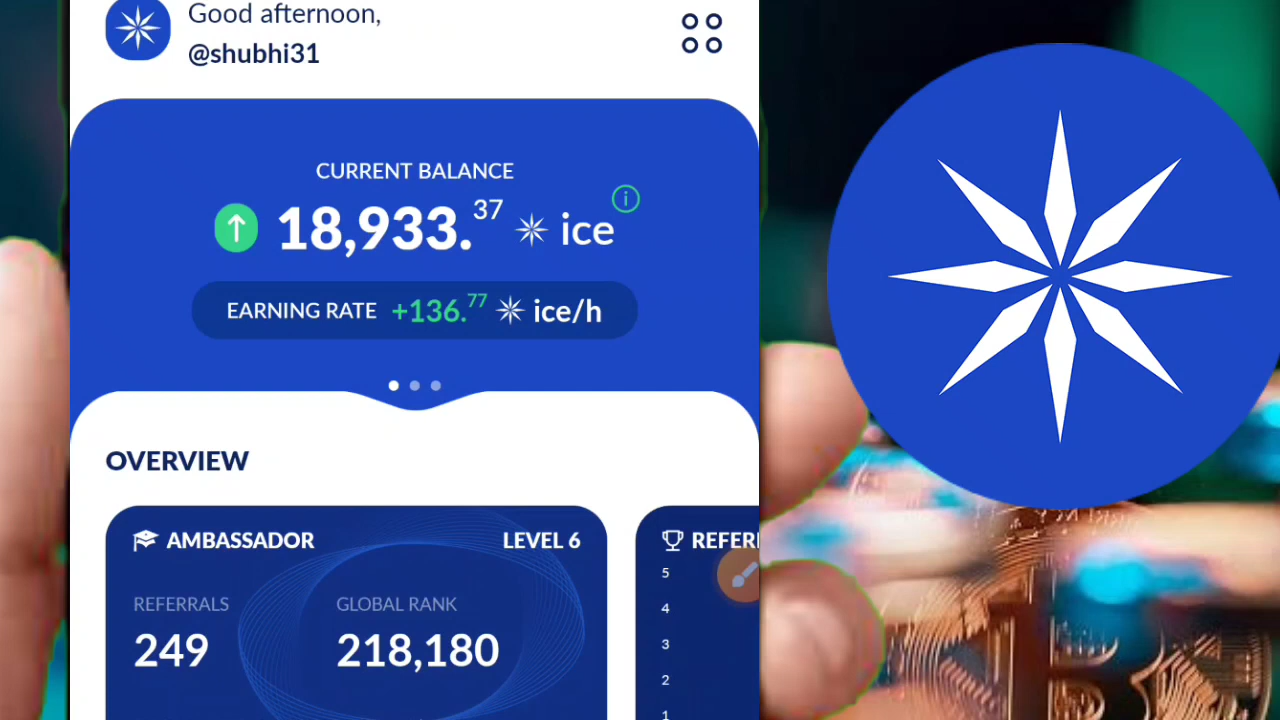 Good afternoon,
@shubhi31
CURRENT BALANCE
18,933.37 ice
EARNING RATE +136.77 ice/h
OVERVIEW
AMBASSADOR LEVEL 6
REFERRALS GLOBAL RANK
249 218,180
REFER
5
4
3
2
1